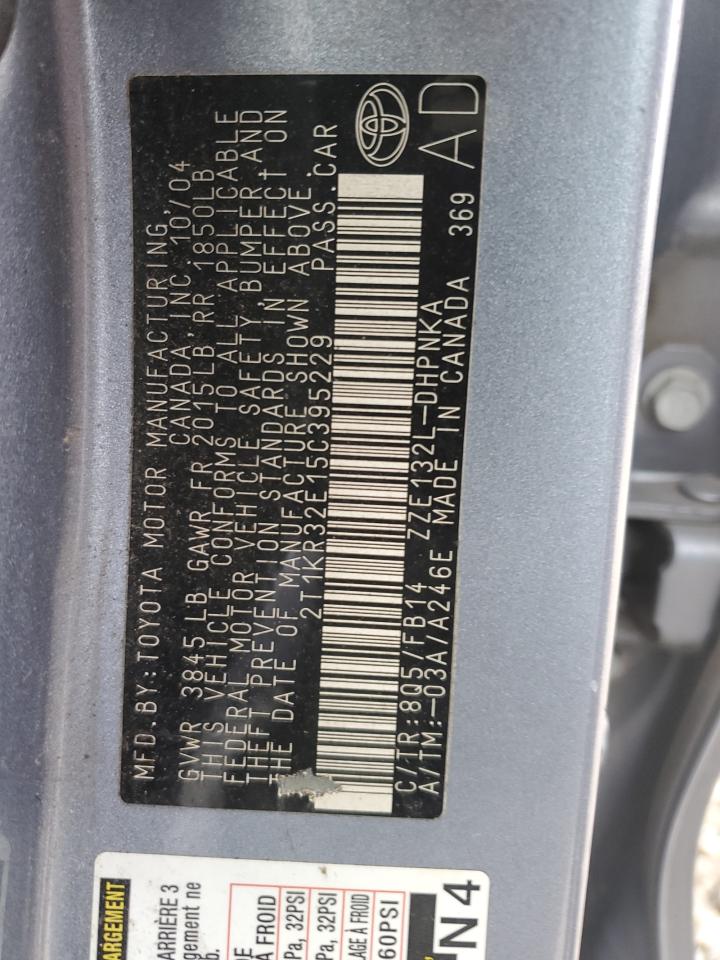 MFD.BY:TOYOTA MOTOR MANUFACTURING,
CANADA,INC.10/04
GVWR 3845 LB GAWR FR 2015LB RR 1850LB
THIS VEHICLE CONFORMS TO ALL APPLICABLE
FEDERAL MOTOR VEHICLE SAFETY, BUMPER, AND
THEFT PREVENTION STANDARDS IN EFFECT ON
THE DATE OF MANUFACTURE SHOWN ABOVE.
2T1KR32E15C395229 PASS.CAR
C/TR:8Q5/FB14 ZZE132L-DHPNKA
A/TM:-03A/A246E MADE IN CANADA 369
AD
ARGEMENT
ARRIÈRE 3
gement ne
b.
DE
À FROID
Pa, 32PSI
Pa, 32PSI
LAGE À FROID
60PSI
N4